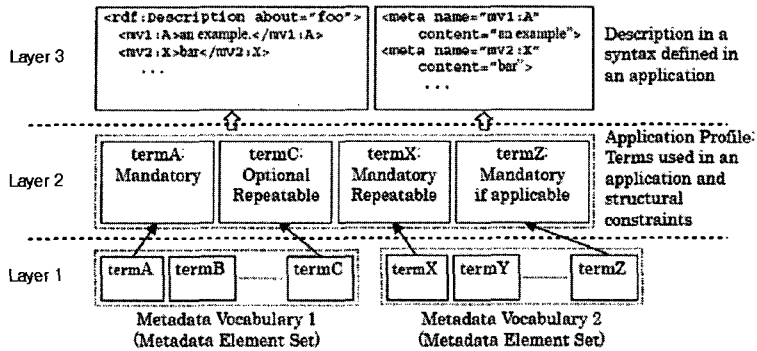 Layer 3
<rdf:Description about="foo">
<mv1:A>an example.</mv1:A>
<mv2:X>bar</mv2:X>
...
<meta name="mv1:A"
content="an example">
<meta name="mv2:X"
content="bar">
...
Description in a
syntax defined in
an application
Layer 2
termA:
Mandatory
termC:
Optional
Repeatable
termX:
Mandatory
Repeatable
termZ:
Mandatory
if applicable
Application Profile:
Terms used in an
application and
structural
constraints
Layer 1
termA
termB
termC
termX
termY
termZ
Metadata Vocabulary 1
(Metadata Element Set)
Metadata Vocabulary 2
(Metadata Element Set)